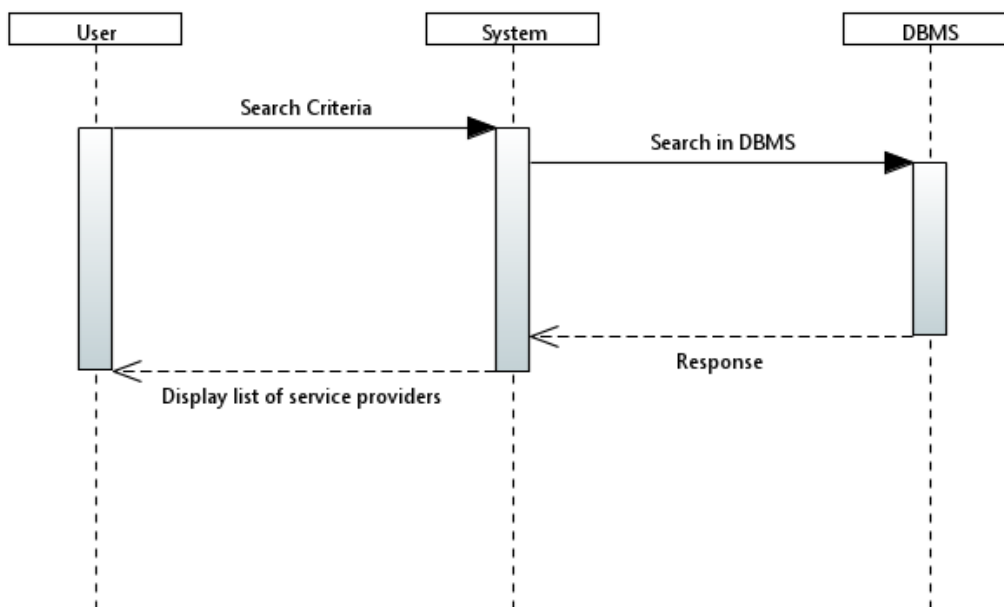 User
System
DBMS
Search Criteria
Search in DBMS
Response
Display list of service providers